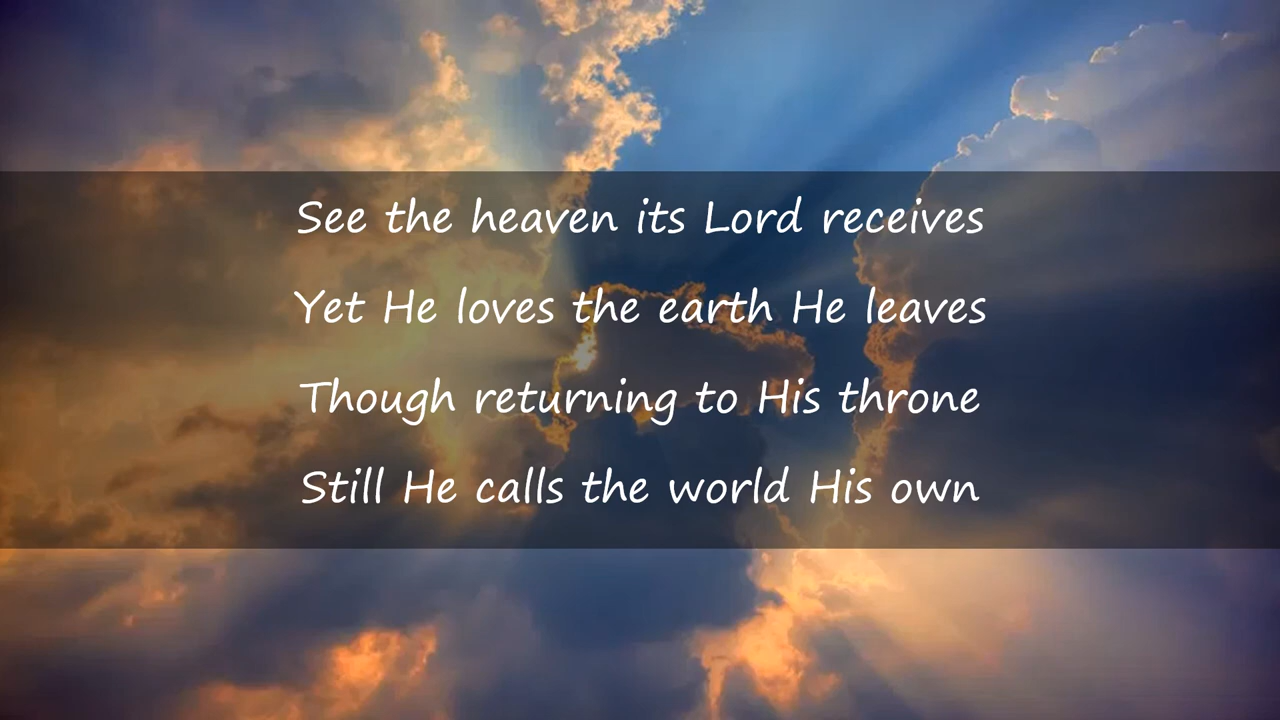 See the heaven its Lord receives
Yet He loves the earth He leaves
Though returning to His throne
Still He calls the world His own